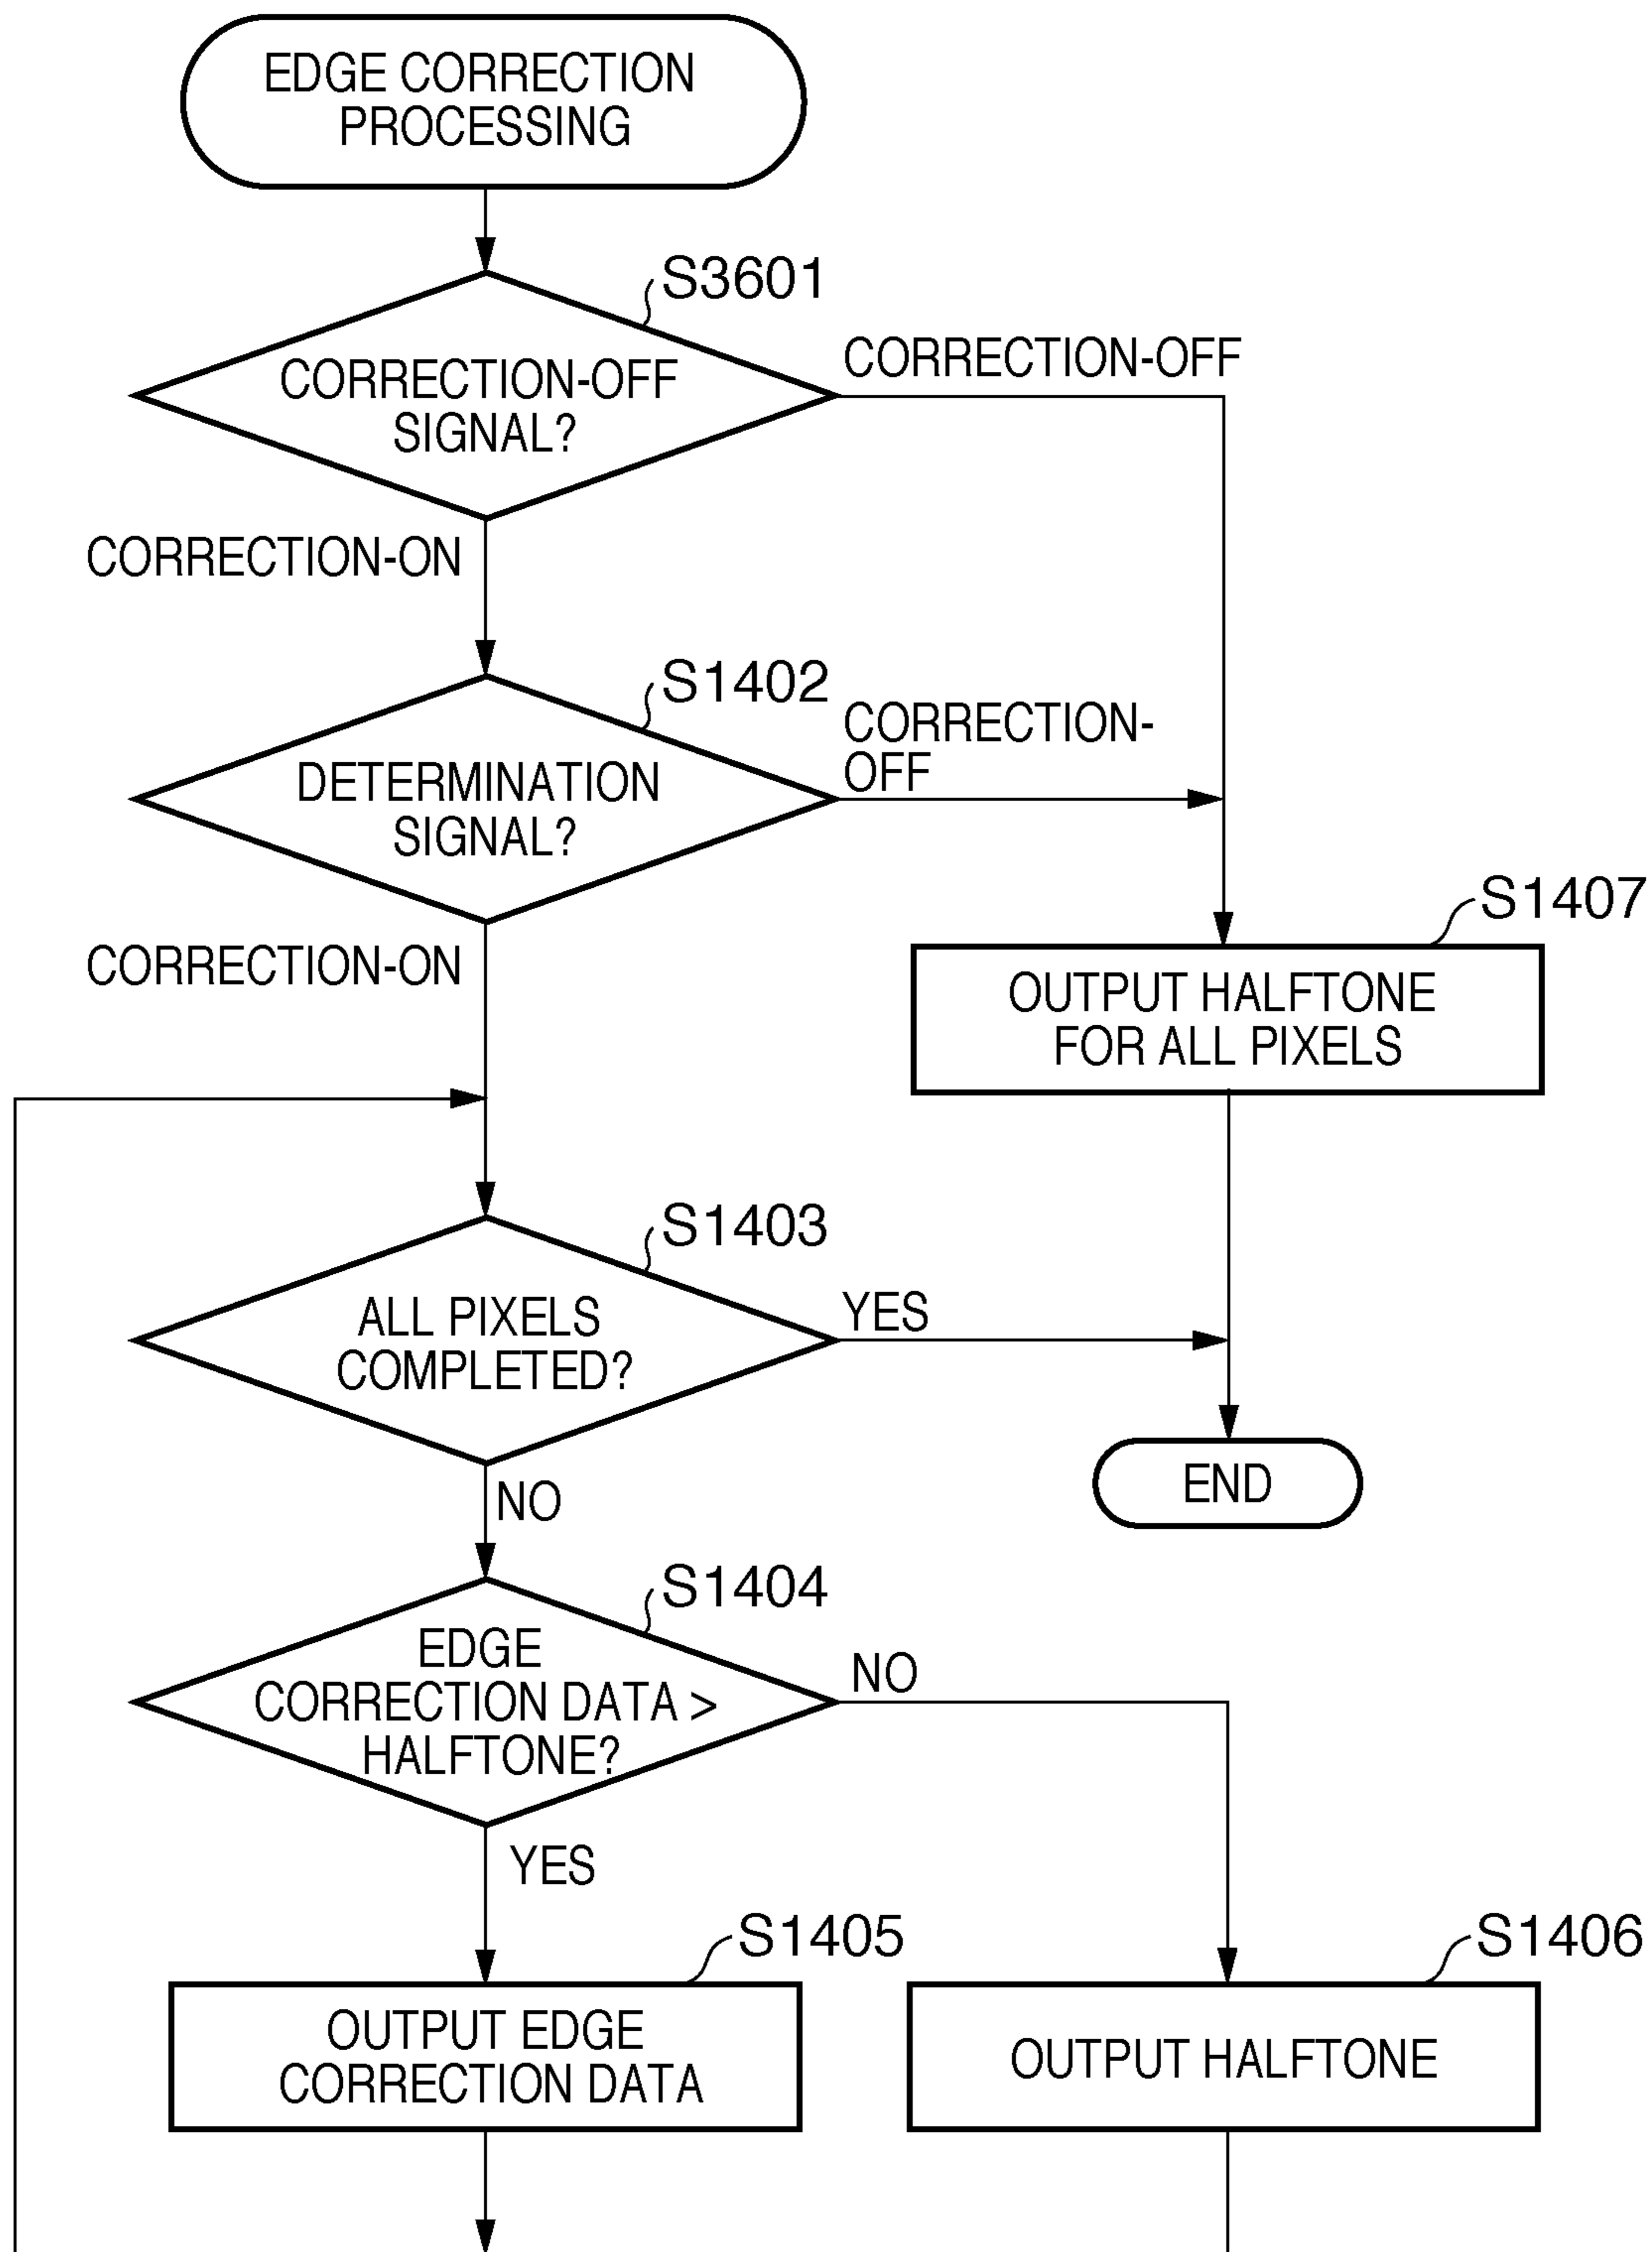 EDGE CORRECTION
PROCESSING
S3601
CORRECTION-OFF
SIGNAL?
CORRECTION-OFF
CORRECTION-ON
S1402
DETERMINATION
SIGNAL?
CORRECTION-
OFF
CORRECTION-ON
S1407
OUTPUT HALFTONE
FOR ALL PIXELS
S1403
ALL PIXELS
COMPLETED?
YES
NO
END
S1404
EDGE
CORRECTION DATA >
HALFTONE?
NO
YES
S1405
OUTPUT EDGE
CORRECTION DATA
S1406
OUTPUT HALFTONE